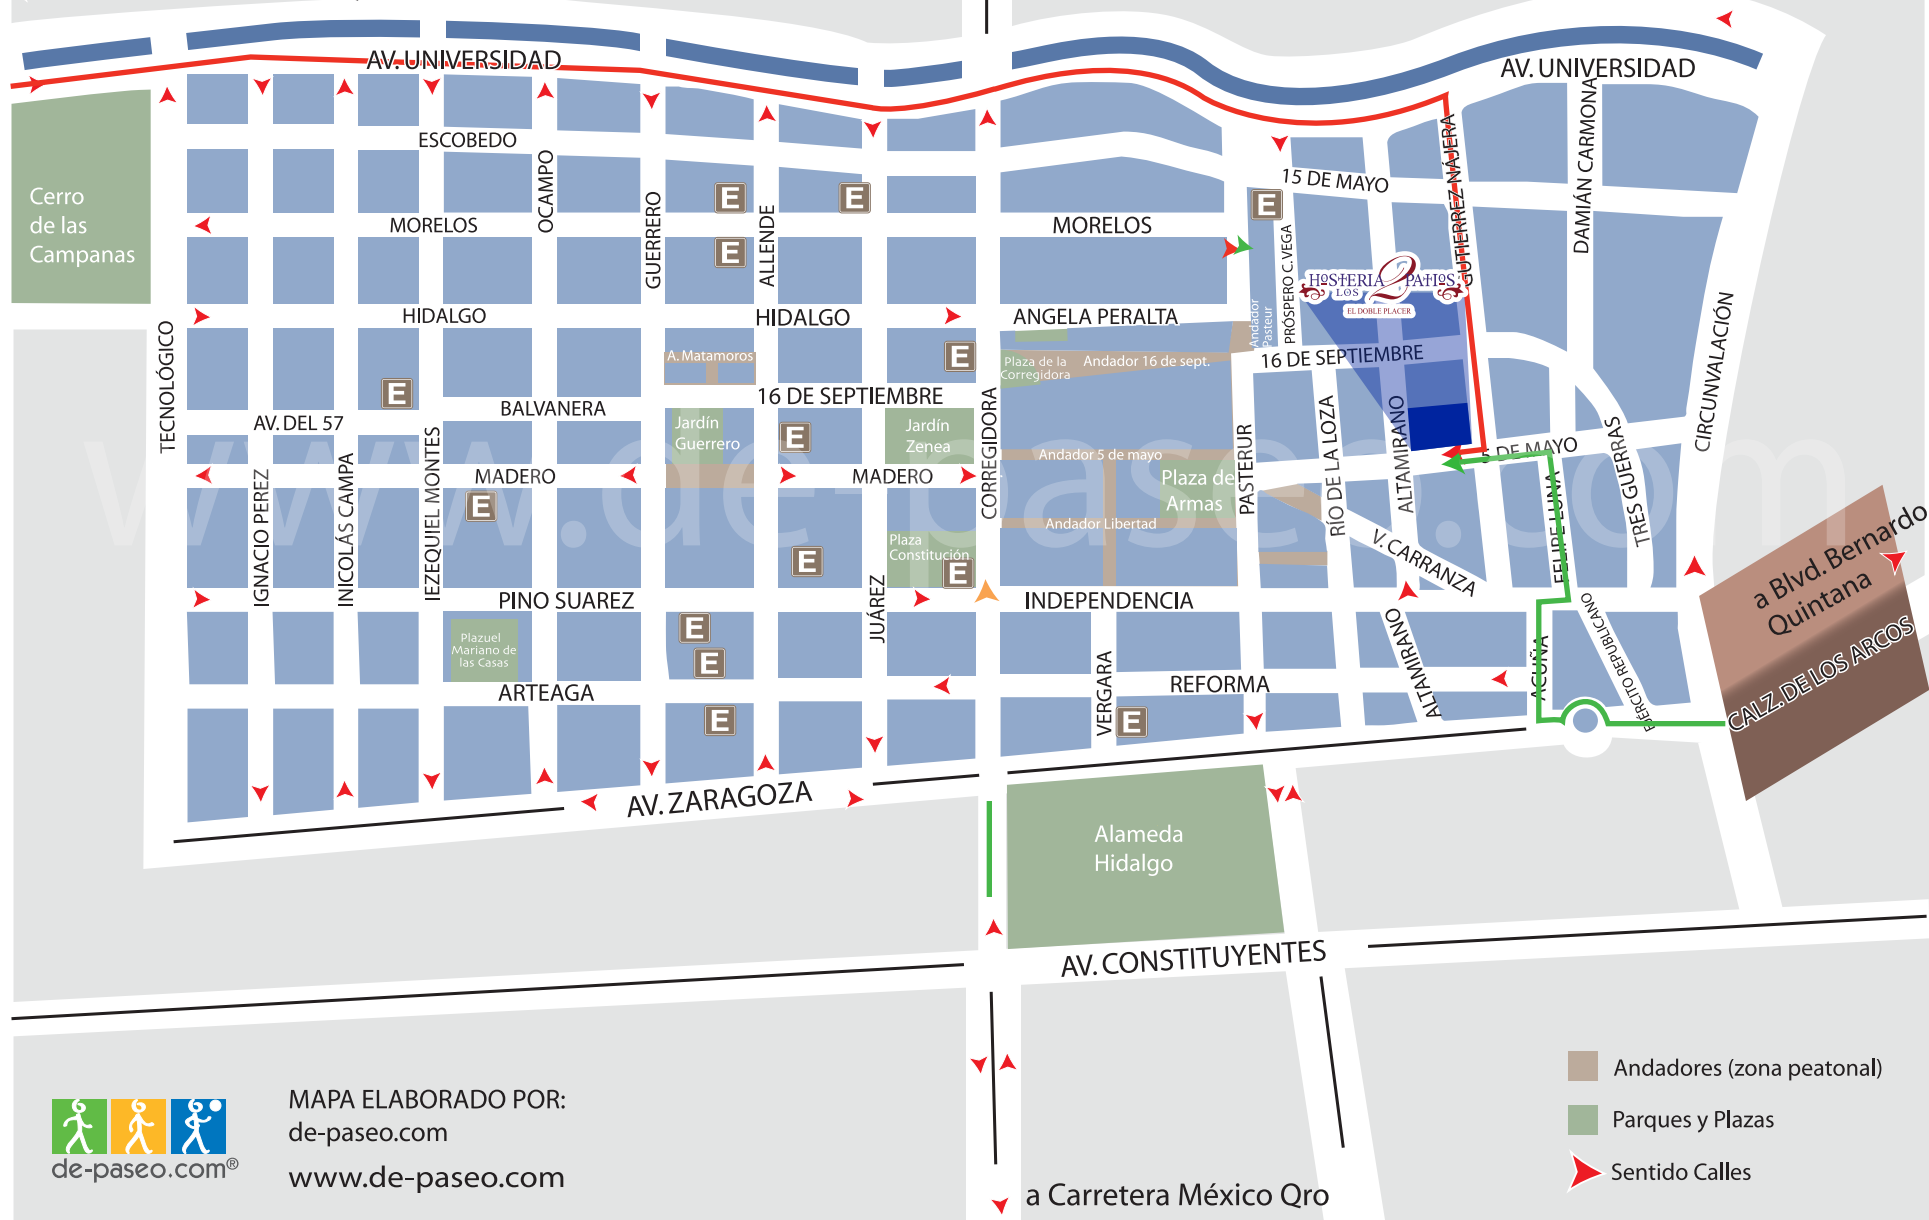 AV. UNIVERSIDAD
AV. UNIVERSIDAD
ESCOBEDO
OCAMPO
GUERRERO
ALLENDE
MORELOS
MORELOS
15 DE MAYO
GUTIERREZ NÁJERA
DAMIÁN CARMONA
CIRCUNVALACIÓN
Cerro
de las
Campanas
E
E
E
E
PRÓSPERO C. VEGA
HOSTERIA
LOS
2
PATIOS
EL DOBLE PLACER
Andador
Pasteur
TECNOLÓGICO
HIDALGO
HIDALGO
ANGELA PERALTA
A. Matamoros
E
Plaza de la
Corregidora
Andador 16 de sept.
16 DE SEPTIEMBRE
E
AV. DEL 57
BALVANERA
16 DE SEPTIEMBRE
Jardín
Guerrero
E
Jardín
Zenea
CORREGIDORA
Andador 5 de mayo
Plaza de
Armas
PASTERUR
RÍO DE LA LOZA
ALTAMIRANO
5 DE MAYO
FELIPE LUNA
TRES GUERRAS
www.de-paseo.com
MADERO
MADERO
IGNACIO PEREZ
INICOLÁS CAMPA
IEZEQUIEL MONTES
E
Andador Libertad
Plaza
Constitución
E
E
V. CARRANZA
a Blvd. Bernardo
Quintana
CALZ. DE LOS ARCOS
PINO SUAREZ
JUÁREZ
INDEPENDENCIA
Plazuel
Mariano de
las Casas
E
E
VERGARA
ALTAMIRANO
ACUÑA
EJÉRCITO REPUBLICANO
ARTEAGA
REFORMA
E
E
AV. ZARAGOZA
Alameda
Hidalgo
AV. CONSTITUYENTES
de-paseo.com®
MAPA ELABORADO POR:
de-paseo.com
www.de-paseo.com
a Carretera México Qro
Andadores (zona peatonal)
Parques y Plazas
Sentido Calles